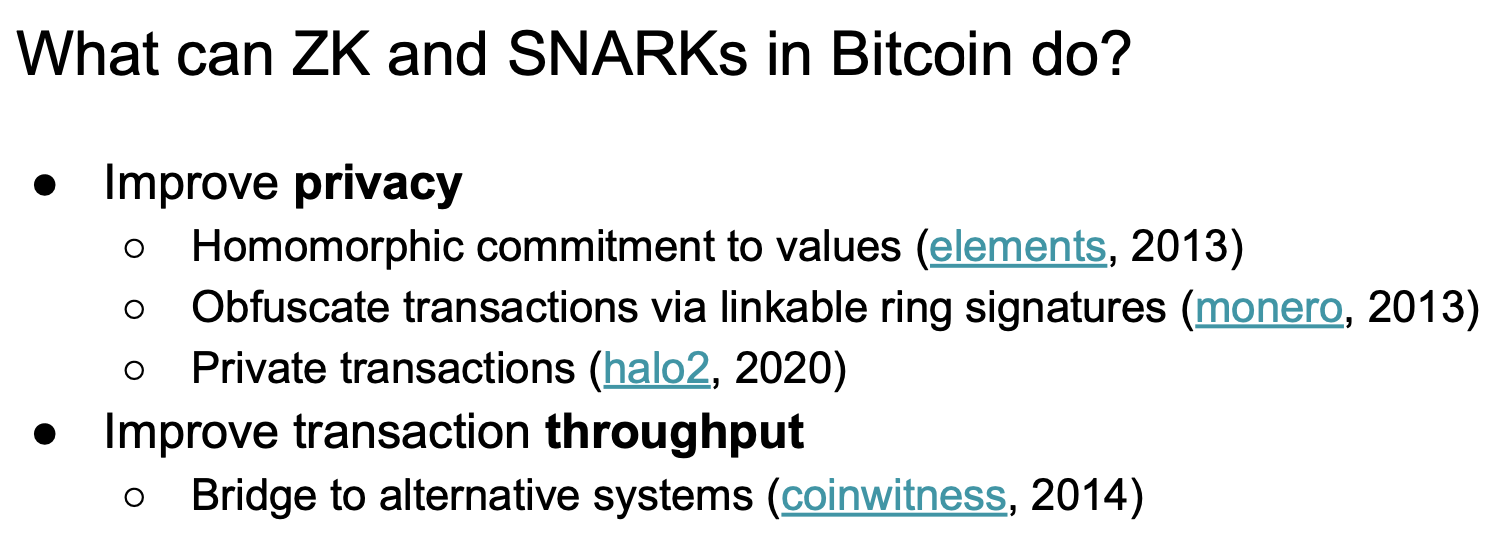 What can ZK and SNARKs in Bitcoin do?
● Improve privacy
○ Homomorphic commitment to values (elements, 2013)
○ Obfuscate transactions via linkable ring signatures (monero, 2013)
○ Private transactions (halo2, 2020)
● Improve transaction throughput
○ Bridge to alternative systems (coinwitness, 2014)